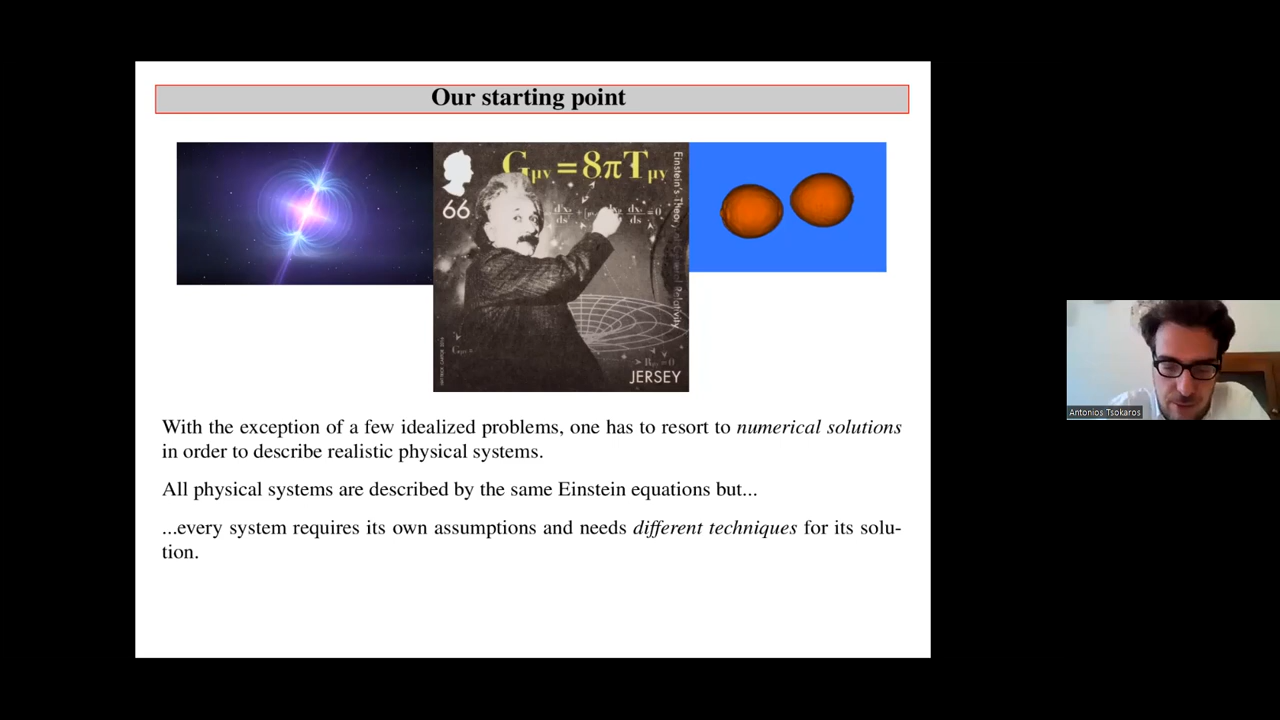 Our starting point
Gμν = 8πTμν
66
Einstein's Theory of General Relativity
JERSEY
With the exception of a few idealized problems, one has to resort to numerical solutions
in order to describe realistic physical systems.
All physical systems are described by the same Einstein equations but...
...every system requires its own assumptions and needs different techniques for its solu-
tion.
Antonios Tsokaros